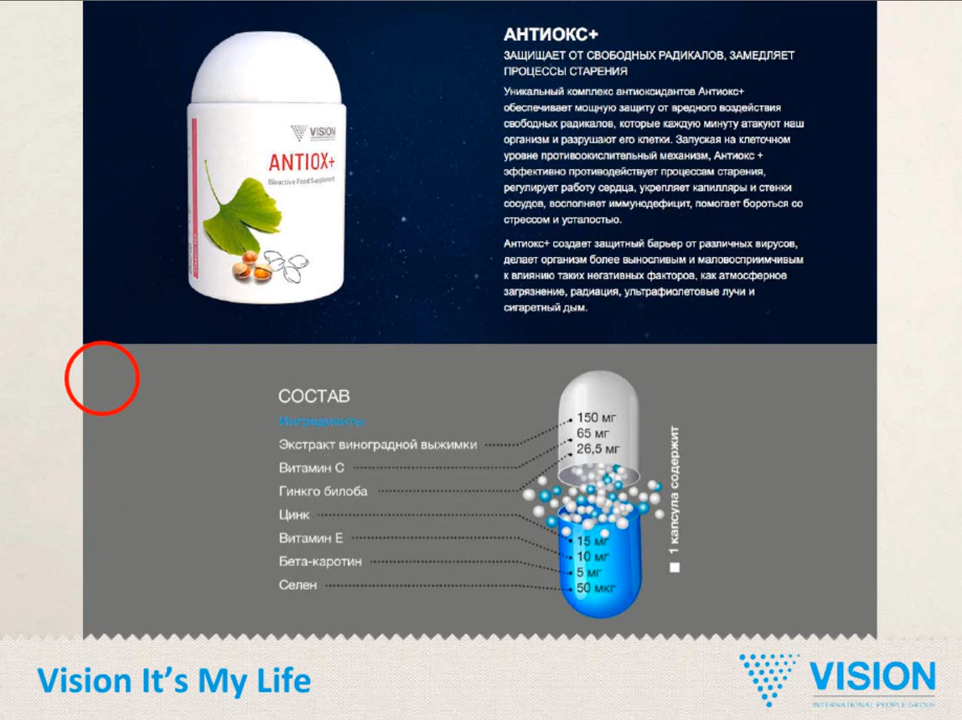 VISION
ANTIOX+
Bioactive Food Supplement
АНТИОКС+
ЗАЩИЩАЕТ ОТ СВОБОДНЫХ РАДИКАЛОВ, ЗАМЕДЛЯЕТ
ПРОЦЕССЫ СТАРЕНИЯ
Уникальный комплекс антиоксидантов Антиокс+
обеспечивает мощную защиту от вредного воздействия
свободных радикалов, которые каждую минуту атакуют наш
организм и разрушают его клетки. Запуская на клеточном
уровне противоокислительный механизм, Антиокс +
эффективно противодействует процессам старения,
регулирует работу сердца, укрепляет капилляры и стенки
сосудов, восполняет иммунодефицит, помогает бороться со
стрессом и усталостью.
Антиокс+ создает защитный барьер от различных вирусов,
делает организм более выносливым и маловосприимчивым
к влиянию таких негативных факторов, как атмосферное
загрязнение, радиация, ультрафиолетовые лучи и
сигаретный дым.
СОСТАВ
Ингредиенты
Экстракт виноградной выжимки 150 мг
Витамин С 65 мг
Гинкго билоба 26,5 мг
Цинк 15 мг
Витамин Е 10 мг
Бета-каротин 5 мг
Селен 50 мкг
1 капсула содержит
Vision It's My Life
VISION
INTERNATIONAL PEOPLE GROUP